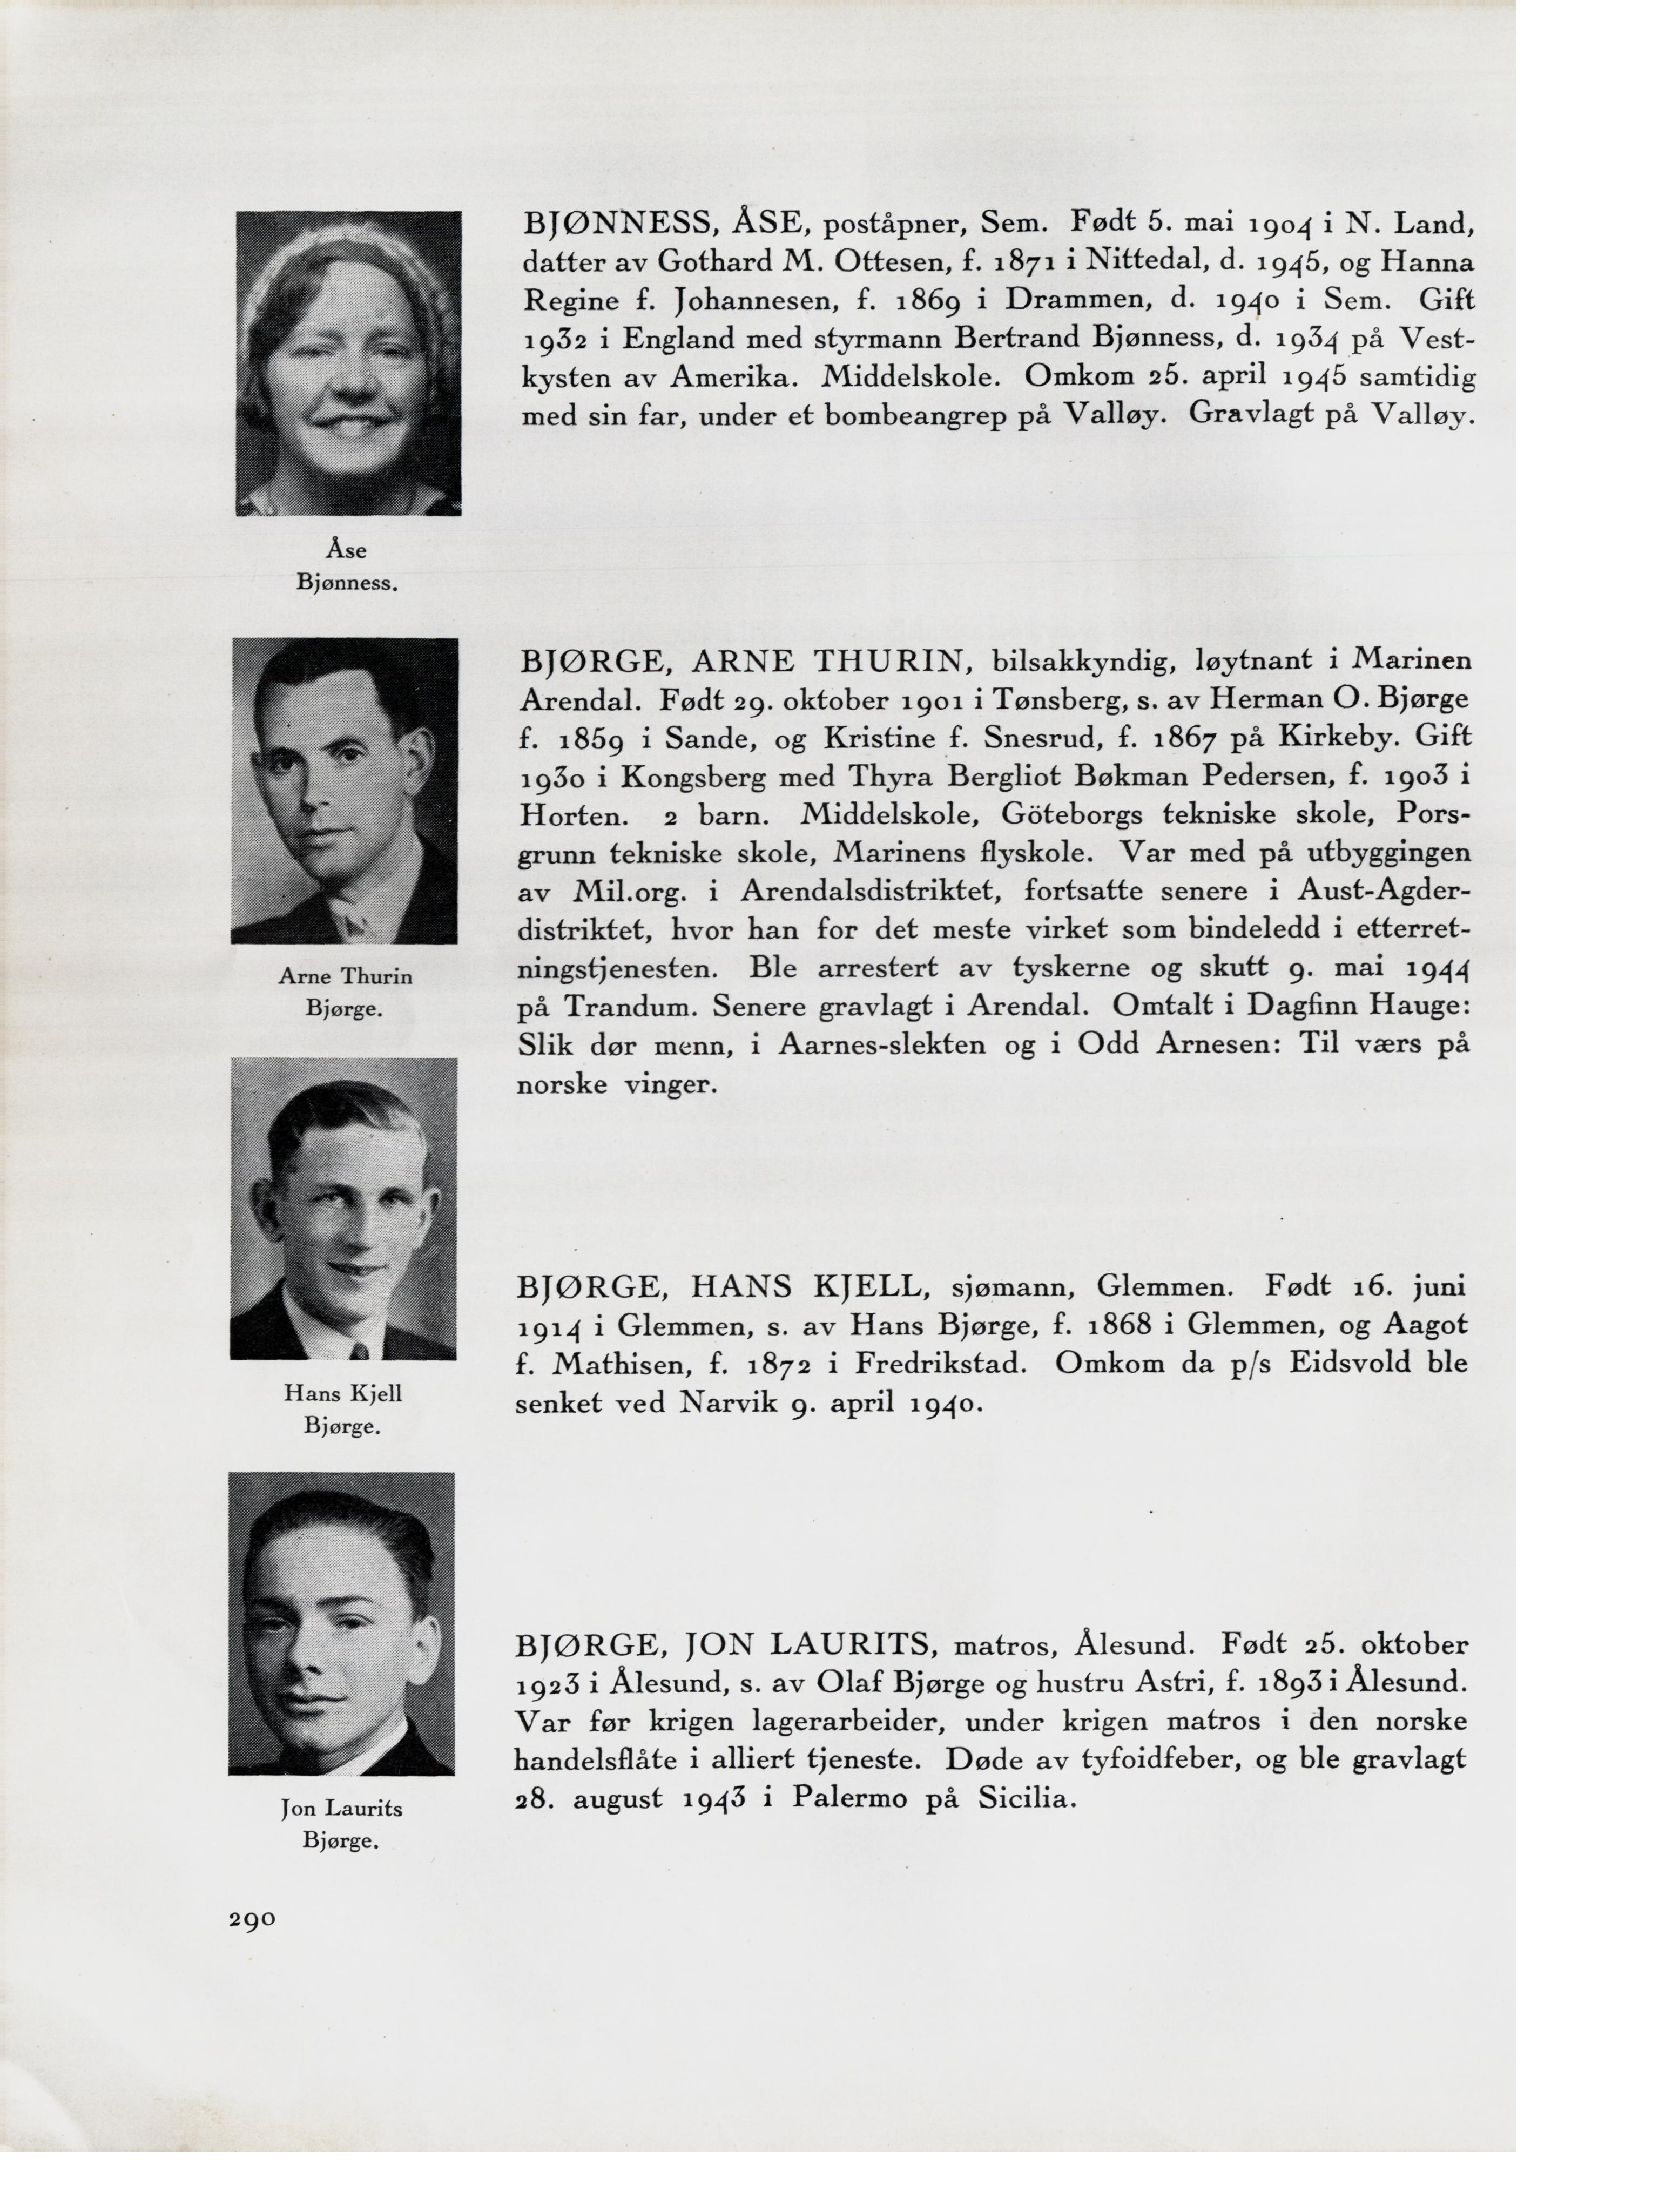 BJØNNESS, ÅSE, poståpner, Sem. Født 5. mai 1904 i N. Land,
datter av Gothard M. Ottesen, f. 1871 i Nittedal, d. 1945, og Hanna
Regine f. Johannesen, f. 1869 i Drammen, d. 1940 i Sem. Gift
1932 i England med styrmann Bertrand Bjønness, d. 1934 på Vest-
kysten av Amerika. Middelskole. Omkom 25. april 1945 samtidig
med sin far, under et bombeangrep på Valløy. Gravlagt på Valløy.
Åse
Bjønness.
BJØRGE, ARNE THURIN, bilsakkyndig, løytnant i Marinen
Arendal. Født 29. oktober 1901 i Tønsberg, s. av Herman O. Bjørge
f. 1859 i Sande, og Kristine f. Snesrud, f. 1867 på Kirkeby. Gift
1930 i Kongsberg med Thyra Bergliot Bøkman Pedersen, f. 1903 i
Horten. 2 barn. Middelskole, Göteborgs tekniske skole, Pors-
grunn tekniske skole, Marinens flyskole. Var med på utbyggingen
av Mil.org. i Arendalsdistriktet, fortsatte senere i Aust-Agder-
distriktet, hvor han for det meste virket som bindeledd i etterret-
ningstjenesten. Ble arrestert av tyskerne og skutt 9. mai 1944
på Trandum. Senere gravlagt i Arendal. Omtalt i Dagfinn Hauge:
Slik dør menn, i Aarnes-slekten og i Odd Arnesen: Til værs på
norske vinger.
Arne Thurin
Bjørge.
BJØRGE, HANS KJELL, sjømann, Glemmen. Født 16. juni
1914 i Glemmen, s. av Hans Bjørge, f. 1868 i Glemmen, og Aagot
f. Mathisen, f. 1872 i Fredrikstad. Omkom da p/s Eidsvold ble
senket ved Narvik 9. april 1940.
Hans Kjell
Bjørge.
BJØRGE, JON LAURITS, matros, Ålesund. Født 25. oktober
1923 i Ålesund, s. av Olaf Bjørge og hustru Astri, f. 1893 i Ålesund.
Var før krigen lagerarbeider, under krigen matros i den norske
handelsflåte i alliert tjeneste. Døde av tyfoidfeber, og ble gravlagt
28. august 1943 i Palermo på Sicilia.
Jon Laurits
Bjørge.
290